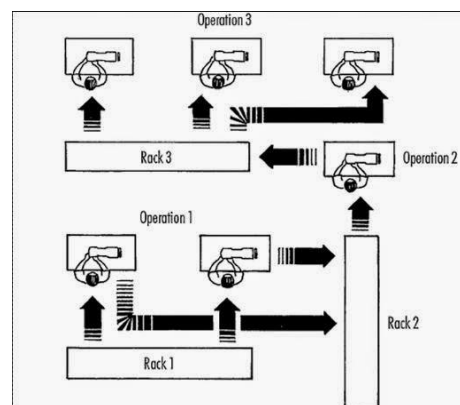 Operation 3
Rack 3
Operation 2
Operation 1
Rack 2
Rack 1